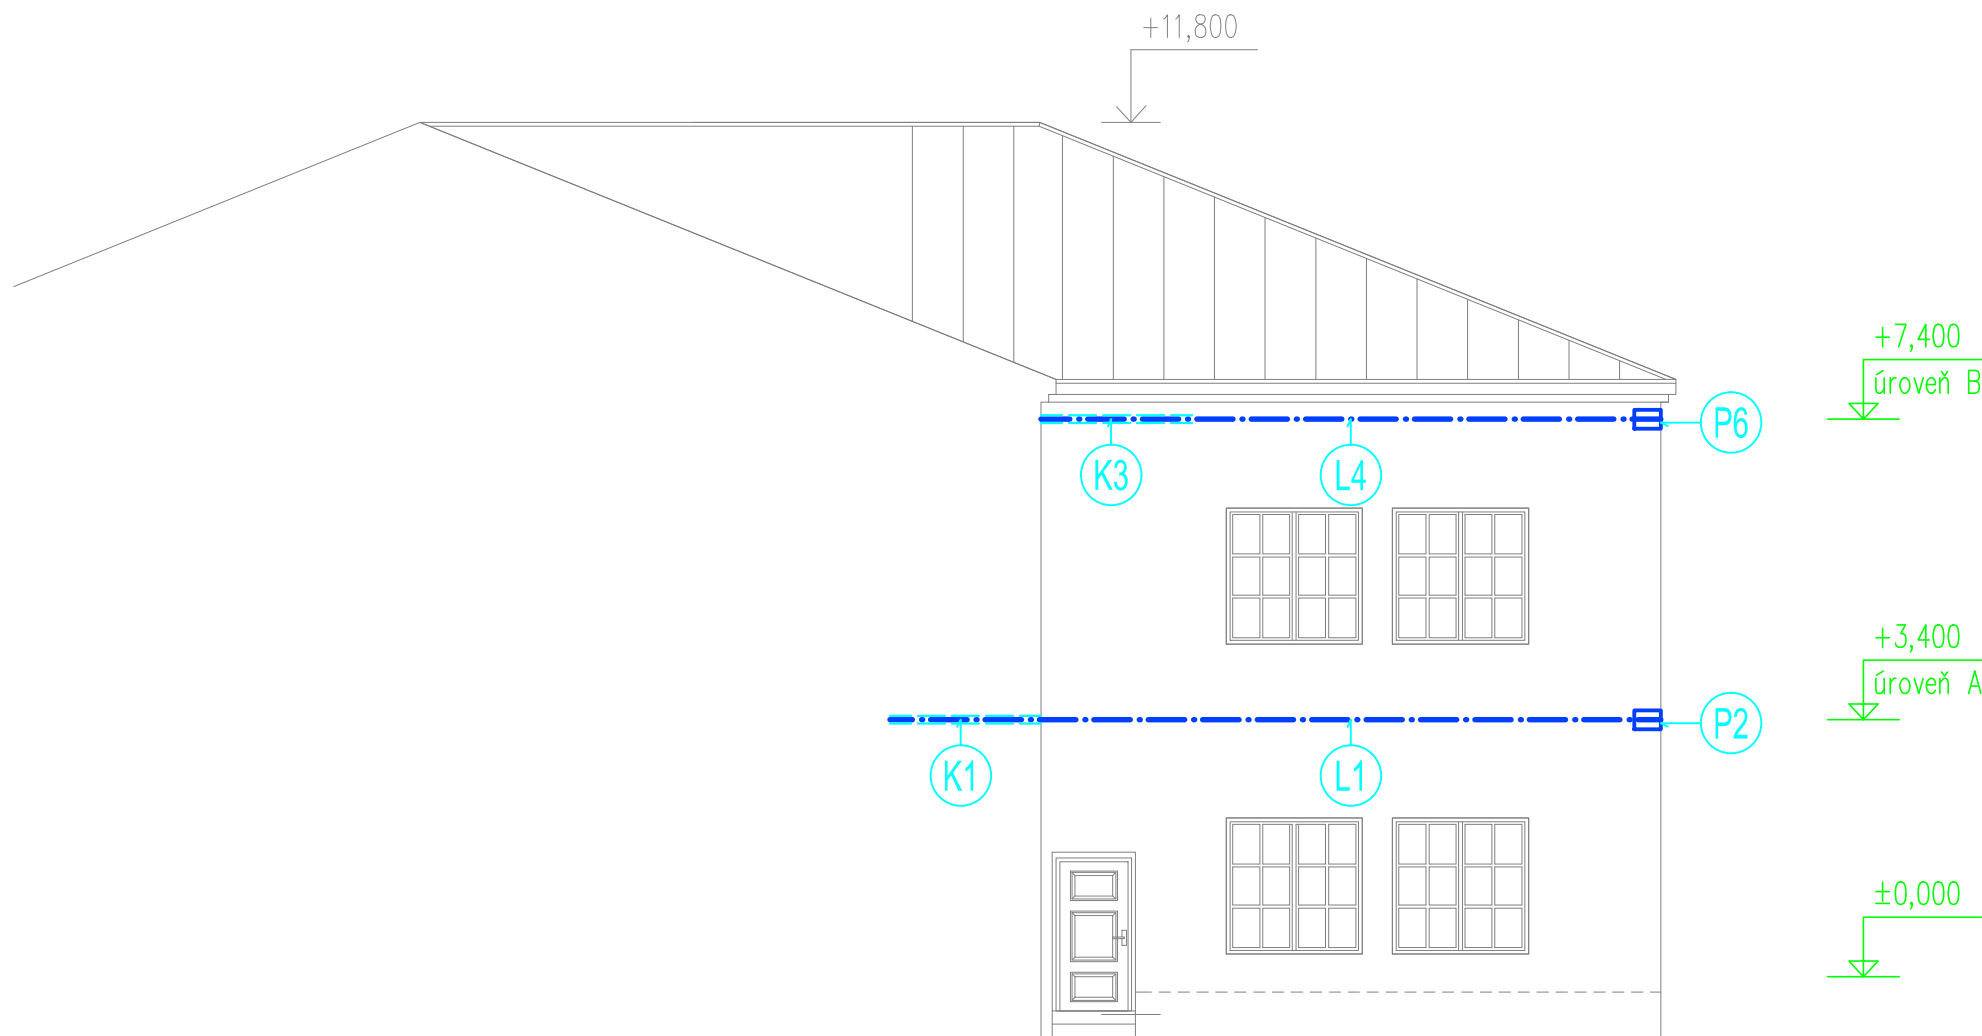 +11,800
+7,400
úroveň B
P6
K3
L4
+3,400
úroveň A
P2
K1
L1
±0,000